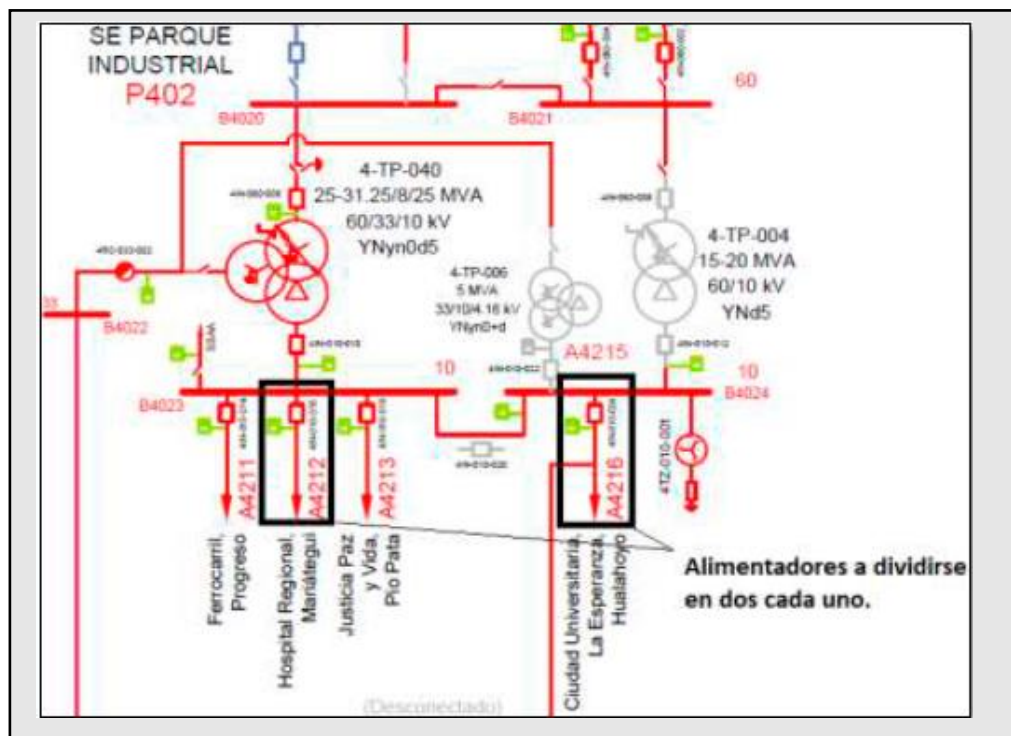 SE PARQUE
INDUSTRIAL
P402
60
B4020
B4021
4-TP-040
25-31.25/8/25 MVA
60/33/10 kV
YNyn0d5
4-TP-004
15-20 MVA
60/10 kV
YNd5
4-TP-006
5 MVA
33/10/4.16 kV
YNyn0+d
33
B4022
A4215
10
10
B4023
B4024
A4211
A4212
A4213
A4216
4TZ-010-001
Ferrocarril,
Progreso
Hospital Regional,
Mariátegui
Justicia Paz
y Vida,
Pio Pata
Ciudad Universitaria,
La Esperanza,
Hualahoyo
Alimentadores a dividirse
en dos cada uno.
(Desconectado)